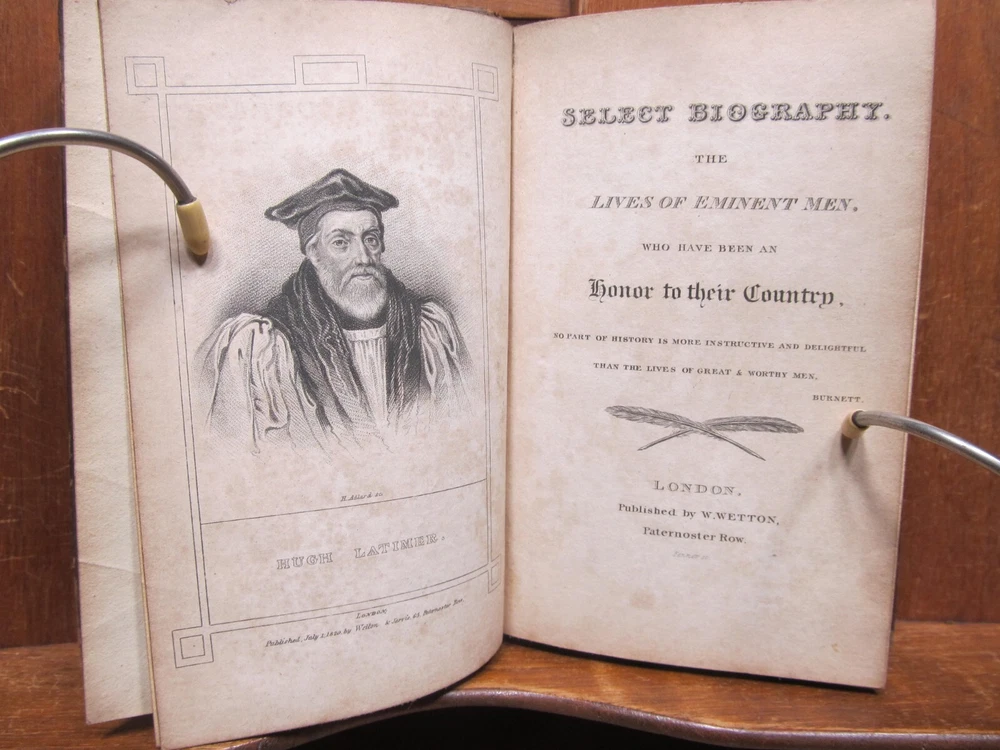 HUGH LATIMER.
London
Published, July 1, 1820, by Wetton & Jarvis, 65, Paternoster Row.
SELECT BIOGRAPHY.
THE
LIVES OF EMINENT MEN,
WHO HAVE BEEN AN
Honor to their Country,
NO PART OF HISTORY IS MORE INSTRUCTIVE AND DELIGHTFUL
THAN THE LIVES OF GREAT & WORTHY MEN,
BURNETT.
LONDON,
Published by W. WETTON,
Paternoster Row.